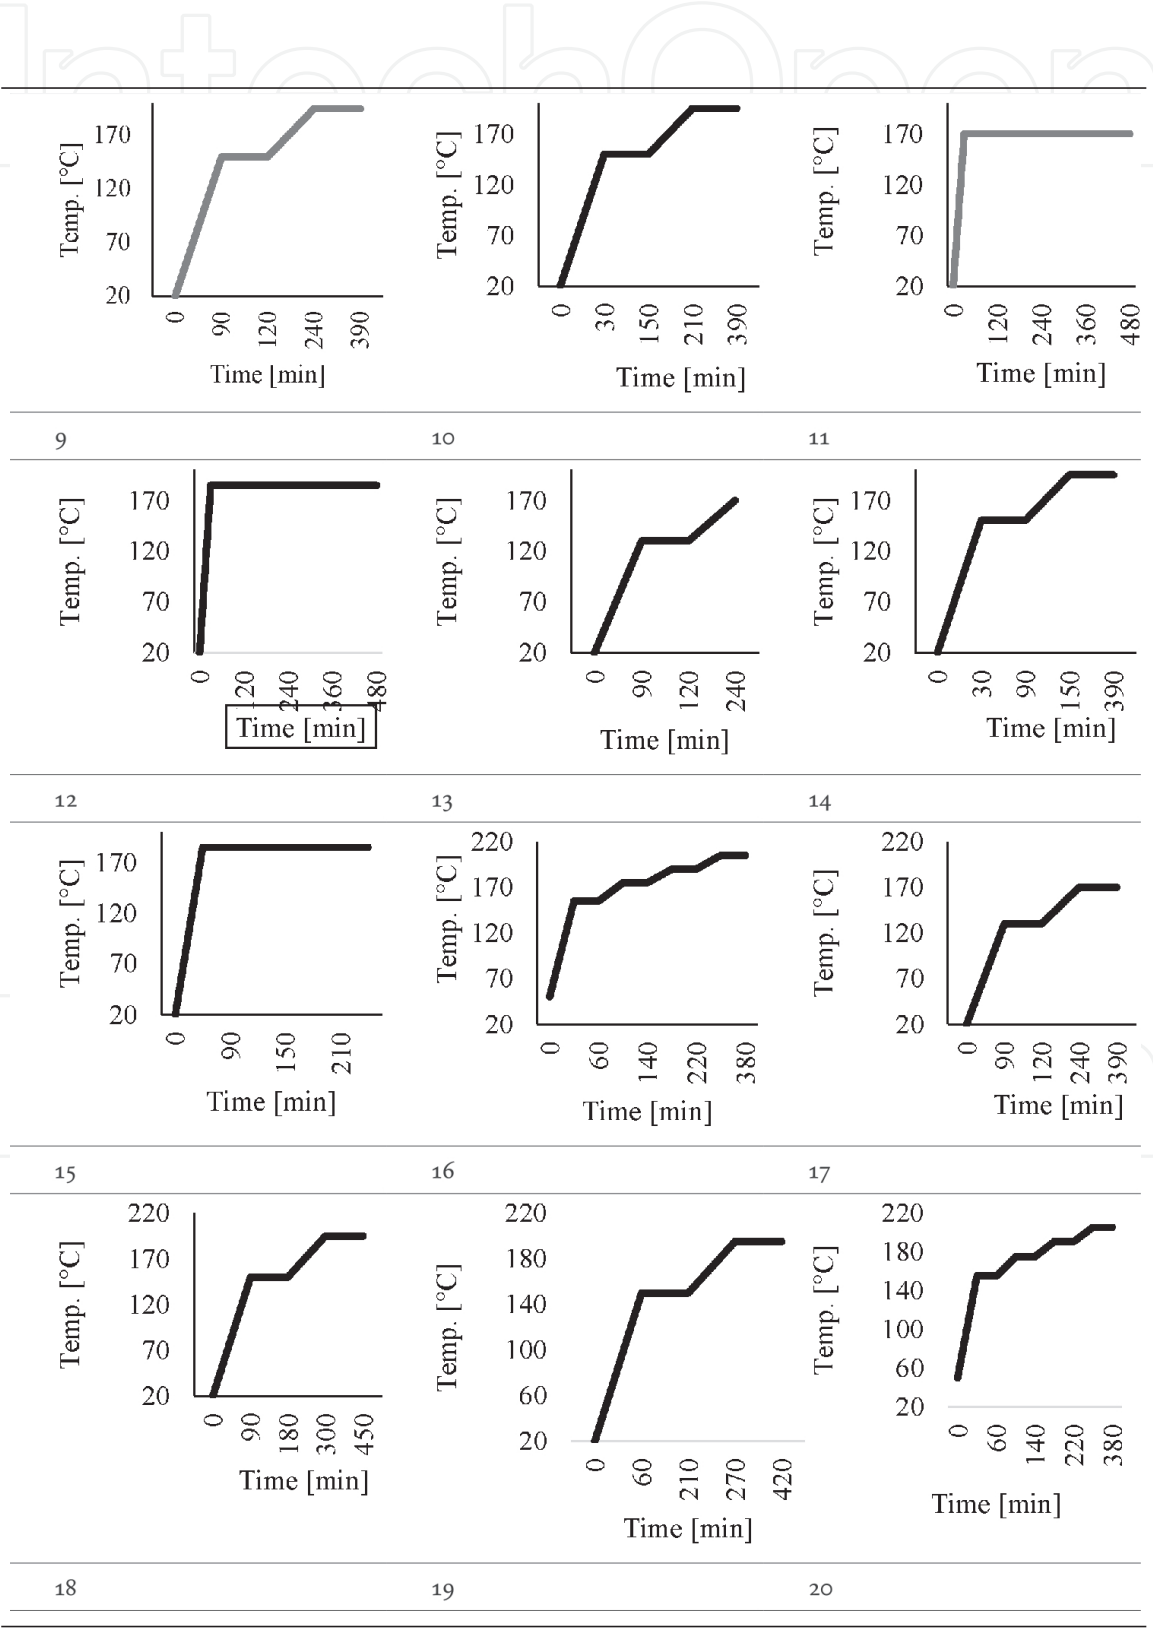 IntechOpen
Temp. [°C]
170
120
70
20
0 90 120 240 390
Time [min]
Temp. [°C]
170
120
70
20
0 30 150 210 390
Time [min]
Temp. [°C]
170
120
70
20
0 120 240 360 480
Time [min]
9 10 11
Temp. [°C]
170
120
70
20
0 120 240 360 480
Time [min]
Temp. [°C]
170
120
70
20
0 90 120 240
Time [min]
Temp. [°C]
170
120
70
20
0 30 90 150 390
Time [min]
12 13 14
Temp. [°C]
170
120
70
20
0 90 150 210
Time [min]
Temp. [°C]
220
170
120
70
20
0 60 140 220 380
Time [min]
Temp. [°C]
220
170
120
70
20
0 90 120 240 390
Time [min]
15 16 17
Temp. [°C]
220
170
120
70
20
0 90 180 300 450
Time [min]
Temp. [°C]
220
180
140
100
60
20
0 60 210 270 420
Time [min]
Temp. [°C]
220
180
140
100
60
20
0 60 140 220 380
Time [min]
18 19 20